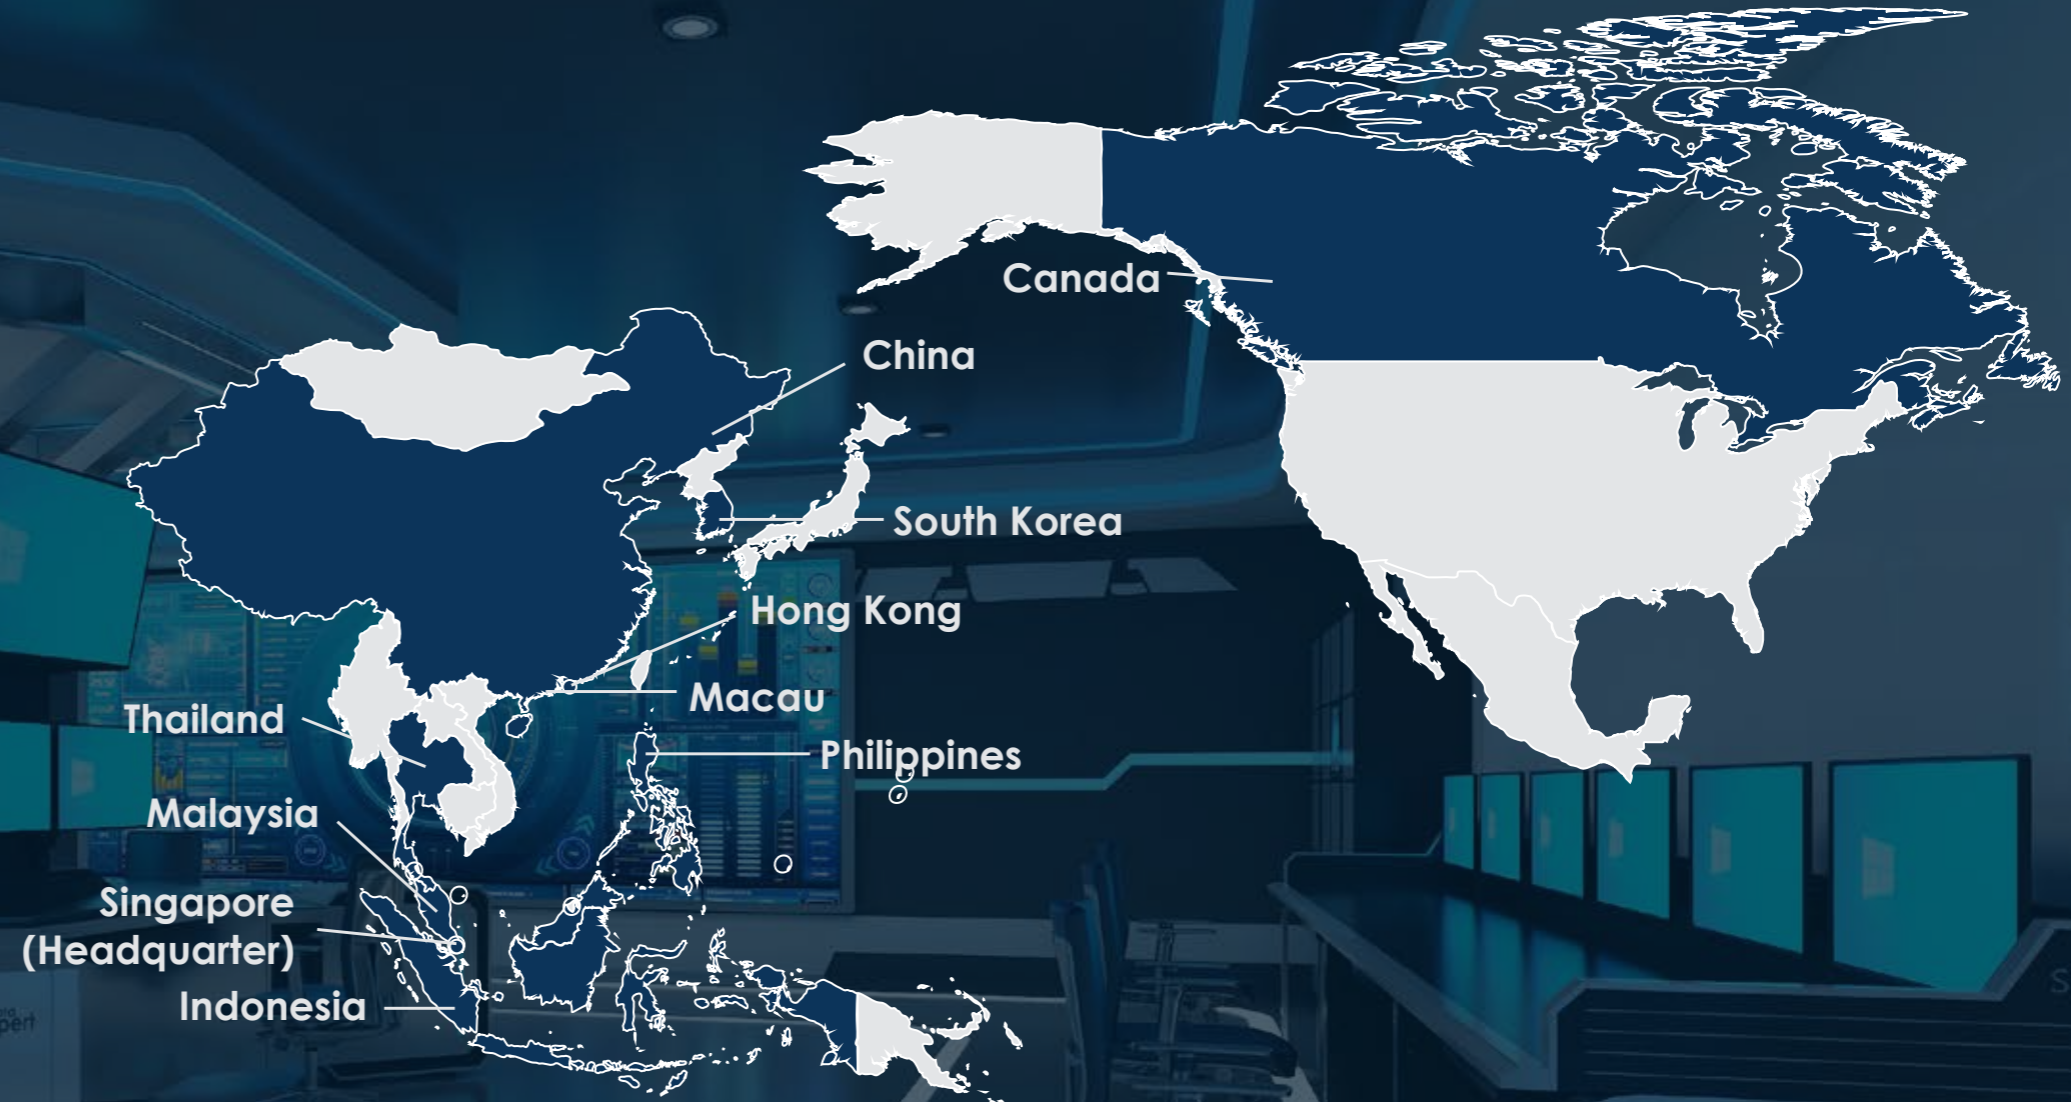 Canada
China
South Korea
Hong Kong
Macau
Thailand
Philippines
Malaysia
Singapore
(Headquarter)
Indonesia